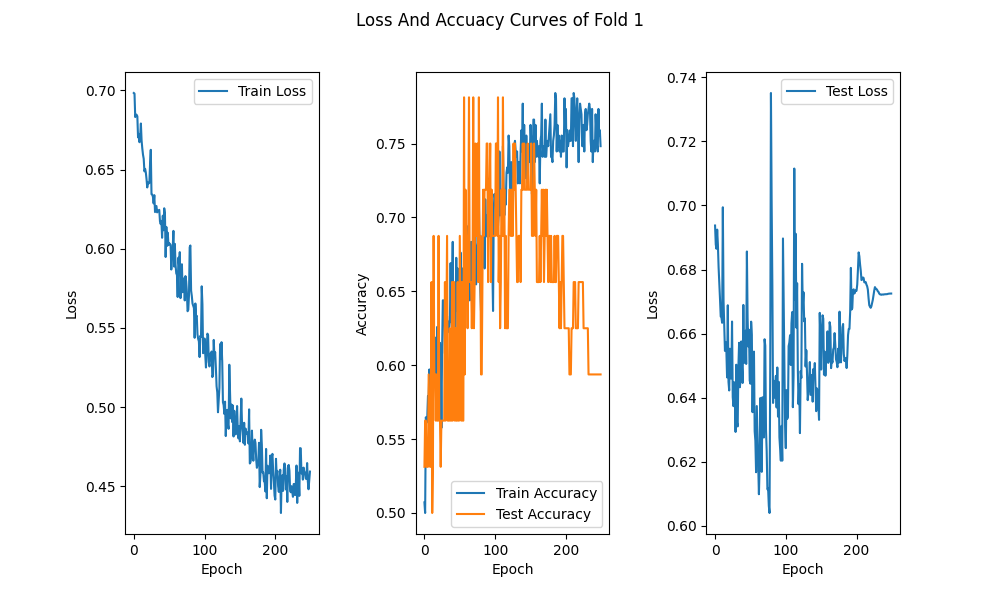 Loss And Accuacy Curves of Fold 1
Train Loss
0.70
0.65
0.60
0.55
0.50
0.45
Loss
0 100 200
Epoch
0.75
0.70
0.65
0.60
0.55
0.50
Accuracy
Train Accuracy
Test Accuracy
0 100 200
Epoch
Test Loss
0.74
0.72
0.70
0.68
0.66
0.64
0.62
0.60
Loss
0 100 200
Epoch